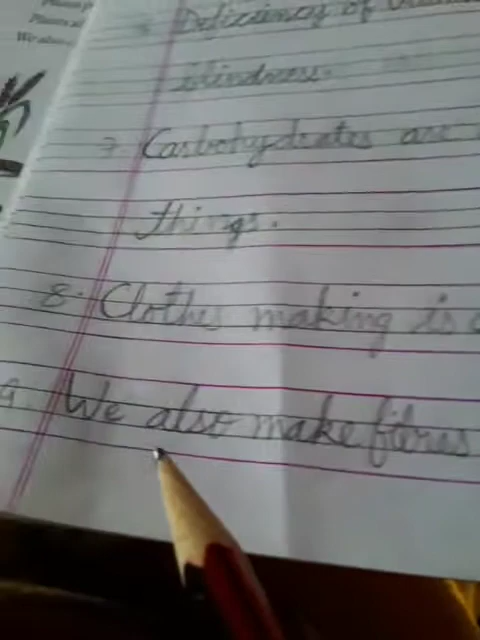 Deficiency of
blindness.
7. Carbohydrates are
things.
8. Clothes making is
9. We also make fibres